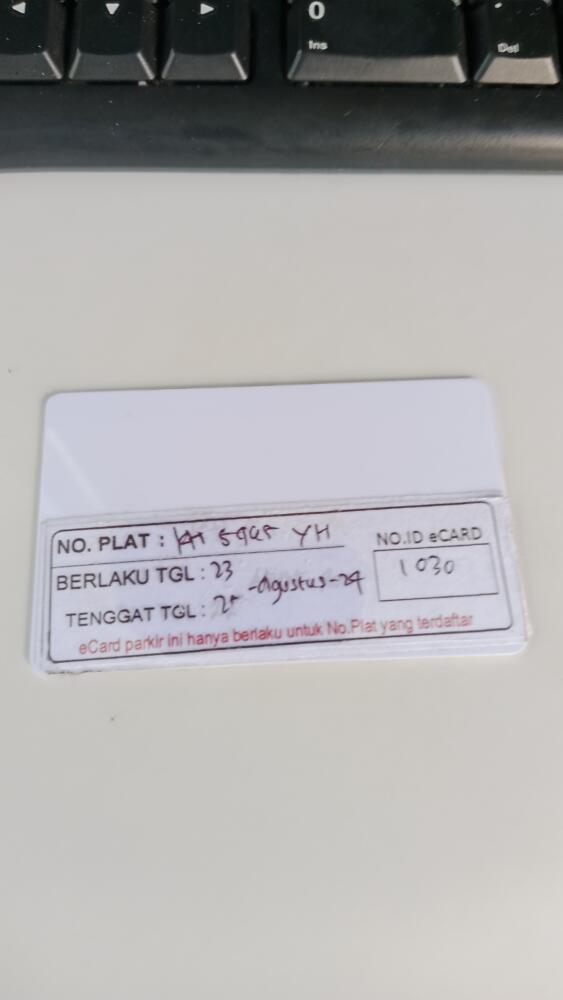 0
Ins
Del
NO. PLAT : YH
NO.ID eCARD
1030
BERLAKU TGL : 23
-Agustus-24
TENGGAT TGL :
eCard parkir ini hanya berlaku untuk No.Plat yang terdaftar